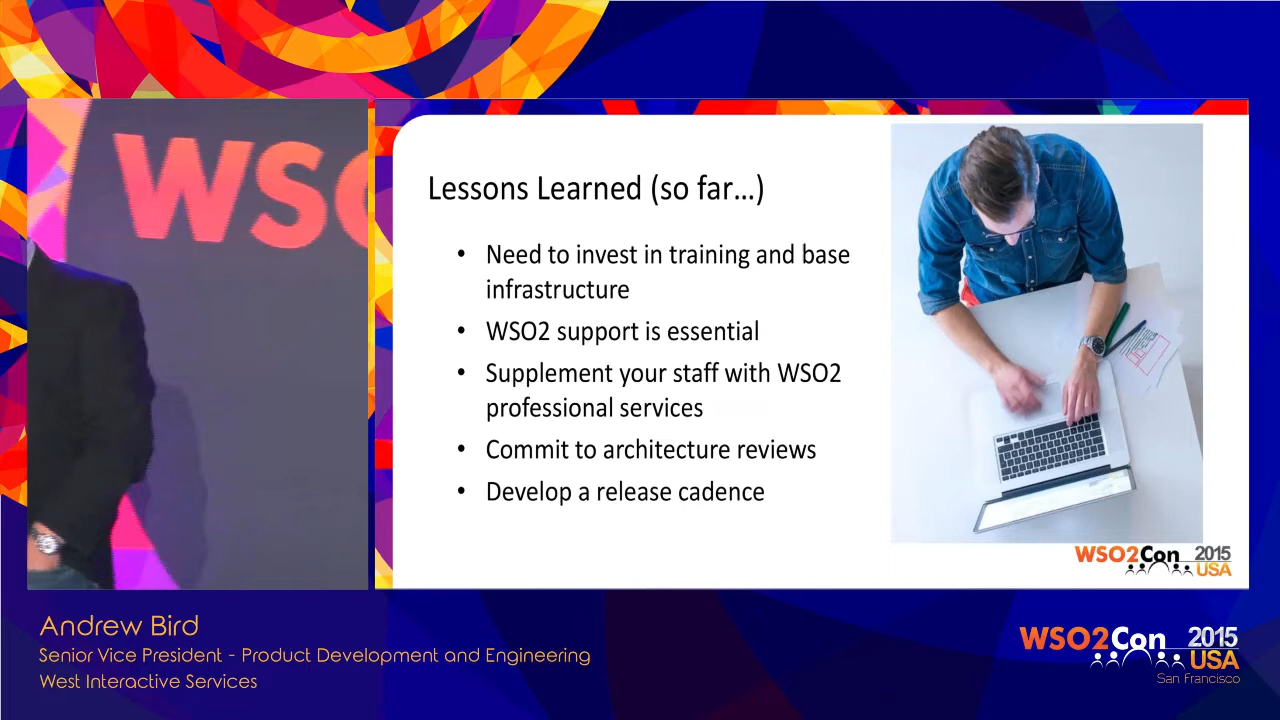 WSO
Lessons Learned (so far...)
• Need to invest in training and base
infrastructure
• WSO2 support is essential
• Supplement your staff with WSO2
professional services
• Commit to architecture reviews
• Develop a release cadence
WSO2Con 2015
USA
Andrew Bird
Senior Vice President - Product Development and Engineering
West Interactive Services
WSO2Con 2015
USA
San Francisco